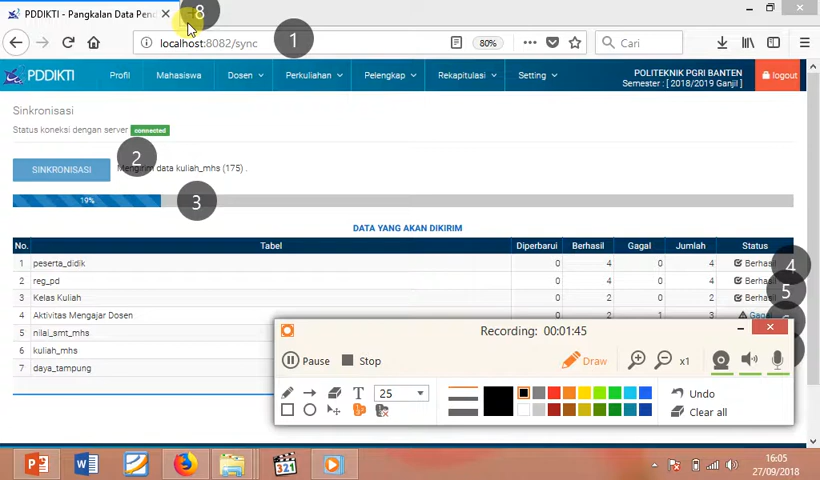 PDDIKTI - Pangkalan Data Pend
8
localhost:8082/sync
1
80%
Cari
PDDIKTI
Profil
Mahasiswa
Dosen
Perkuliahan
Pelengkap
Rekapitulasi
Setting
POLITEKNIK PGRI BANTEN
Semester : [ 2018/2019 Ganjil ]
logout
Sinkronisasi
Status koneksi dengan server connected
2
SINKRONISASI
Mengirim data kuliah_mhs (175) .
19%
3
DATA YANG AKAN DIKIRIM
No. Tabel Diperbarui Berhasil Gagal Jumlah Status
1 peserta_didik 0 4 0 4 Berhasil 4
2 reg_pd 0 4 0 4 Berhasil 5
3 Kelas Kuliah 0 2 0 2 Berhasil
4 Aktivitas Mengajar Dosen 0 2 1 3 Gagal
5 nilai_smt_mhs
6 kuliah_mhs
7 daya_tampung
Recording: 00:01:45
Pause
Stop
Draw
x1
T
25
Undo
Clear all
321
16:05
27/09/2018